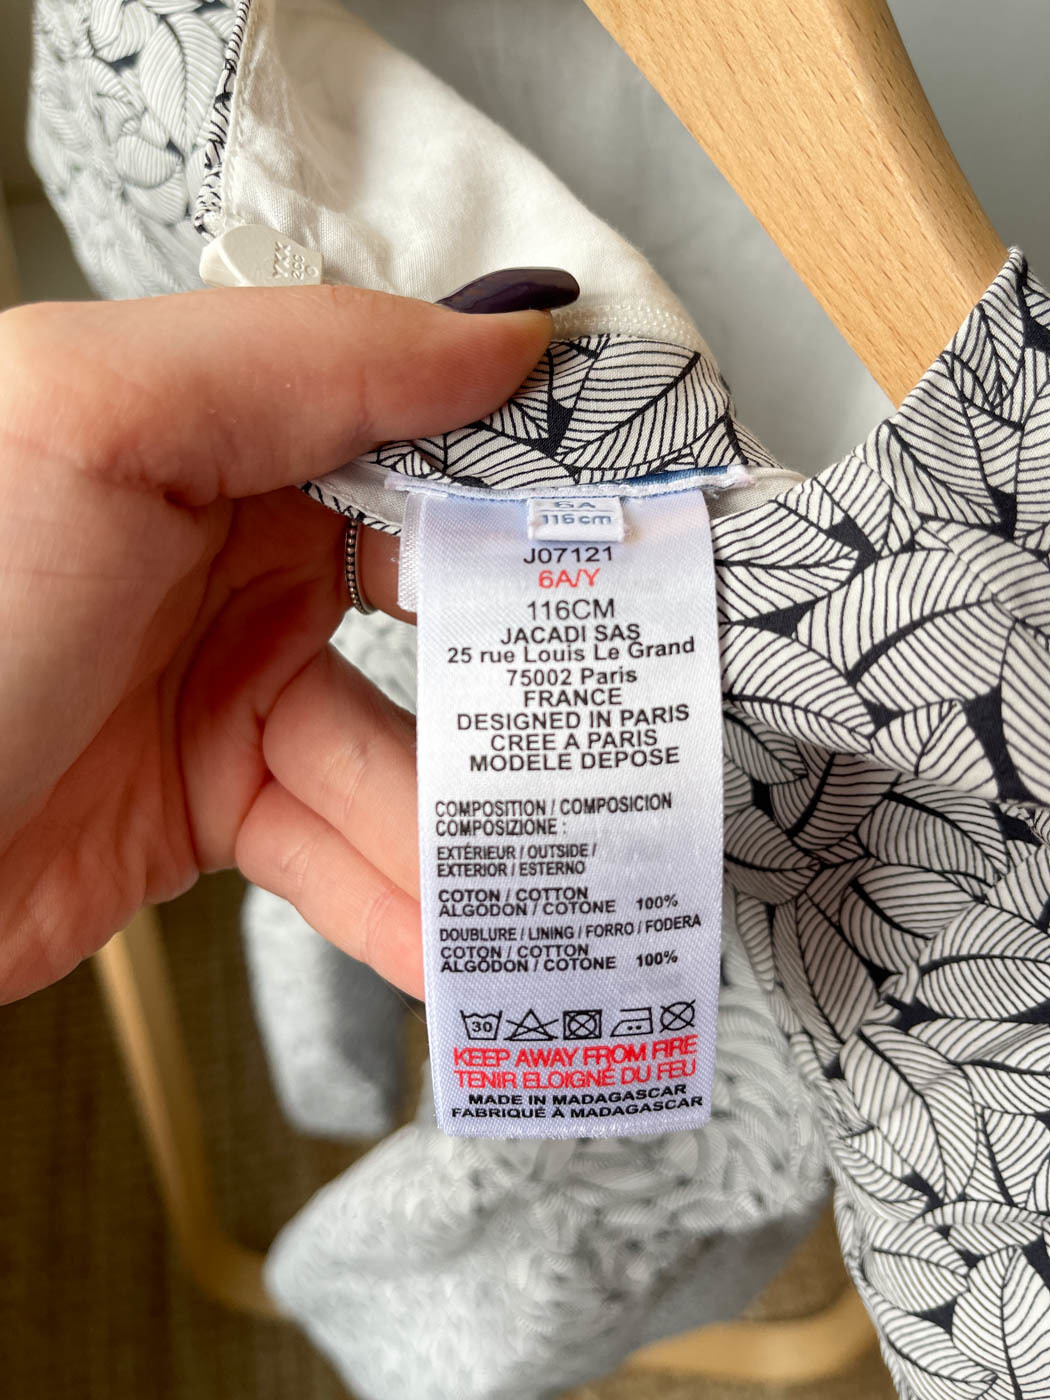 6A
116cm
J07121
6A/Y
116CM
JACADI SAS
25 rue Louis Le Grand
75002 Paris
FRANCE
DESIGNED IN PARIS
CREE A PARIS
MODELE DEPOSE
COMPOSITION / COMPOSICION
COMPOSIZIONE :
EXTÉRIEUR / OUTSIDE /
EXTERIOR / ESTERNO
COTON / COTTON
ALGODON / COTONE 100%
DOUBLURE / LINING / FORRO / FODERA
COTON / COTTON
ALGODON / COTONE 100%
30
KEEP AWAY FROM FIRE
TENIR ELOIGNÉ DU FEU
MADE IN MADAGASCAR
FABRIQUÉ À MADAGASCAR